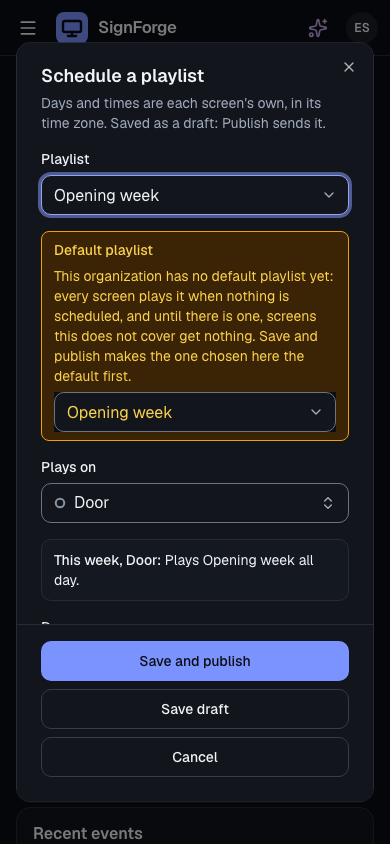 SignForge
ES
Schedule a playlist
Days and times are each screen's own, in its
time zone. Saved as a draft: Publish sends it.
Playlist
Opening week
Default playlist
This organization has no default playlist yet:
every screen plays it when nothing is
scheduled, and until there is one, screens
this does not cover get nothing. Save and
publish makes the one chosen here the
default first.
Opening week
Plays on
Door
This week, Door: Plays Opening week all
day.
Save and publish
Save draft
Cancel
Recent events